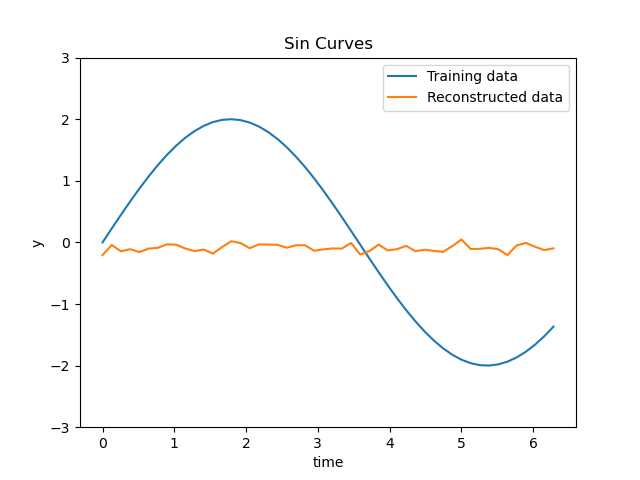 Sin Curves
Training data
Reconstructed data
y
3
2
1
0
−1
−2
−3
0 1 2 3 4 5 6
time